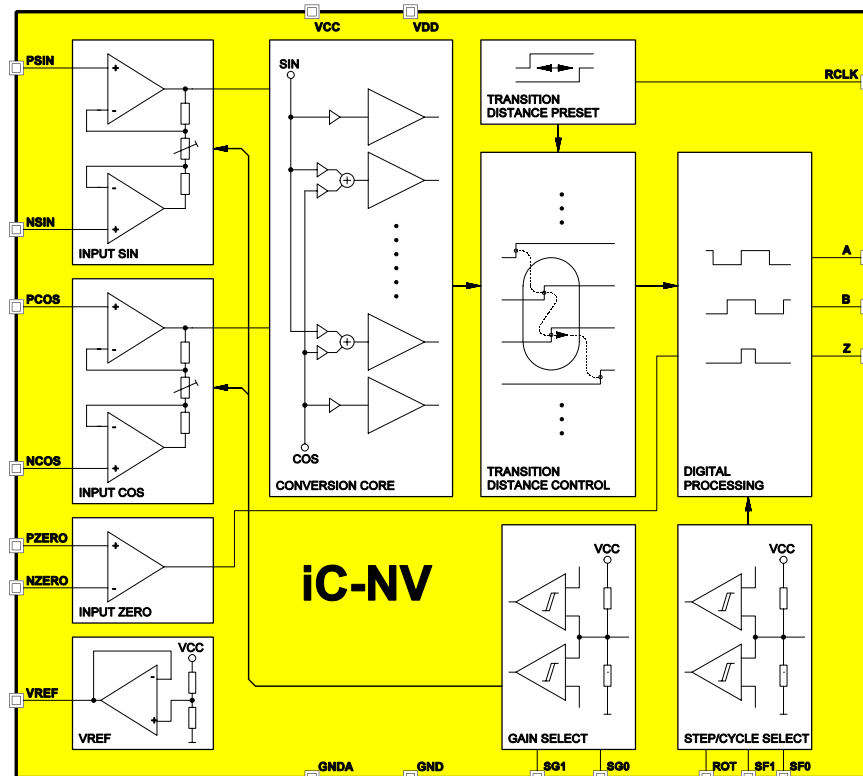 VCC
VDD
PSIN
NSIN
INPUT SIN
PCOS
NCOS
INPUT COS
PZERO
NZERO
INPUT ZERO
VREF
VCC
VREF
SIN
COS
CONVERSION CORE
TRANSITION
DISTANCE PRESET
RCLK
TRANSITION
DISTANCE CONTROL
DIGITAL
PROCESSING
A
B
Z
iC-NV
VCC
GAIN SELECT
VCC
STEP/CYCLE SELECT
GNDA
GND
SG1
SG0
ROT
SF1
SF0